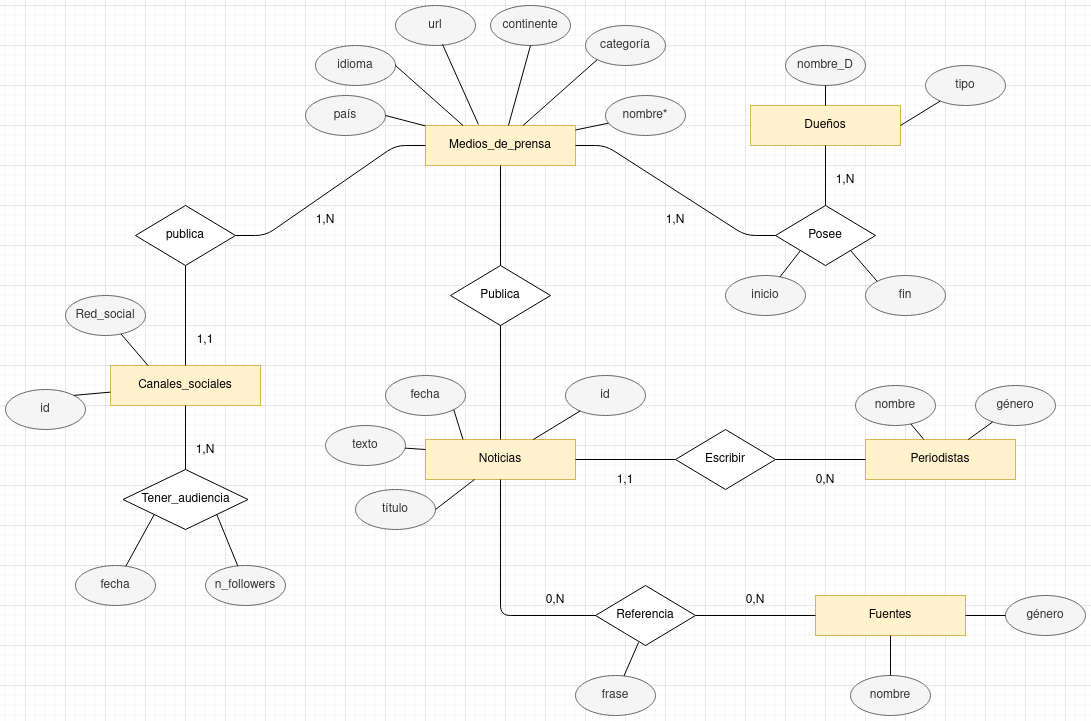 url
continente
categoría
idioma
nombre_D
tipo
país
nombre*
Dueños
Medios_de_prensa
1,N
1,N
1,N
publica
Posee
Publica
inicio
fin
Red_social
1,1
Canales_sociales
id
fecha
id
nombre
género
texto
1,N
Noticias
Escribir
Periodistas
1,1
0,N
título
Tener_audiencia
fecha
n_followers
0,N
0,N
Referencia
Fuentes
género
frase
nombre